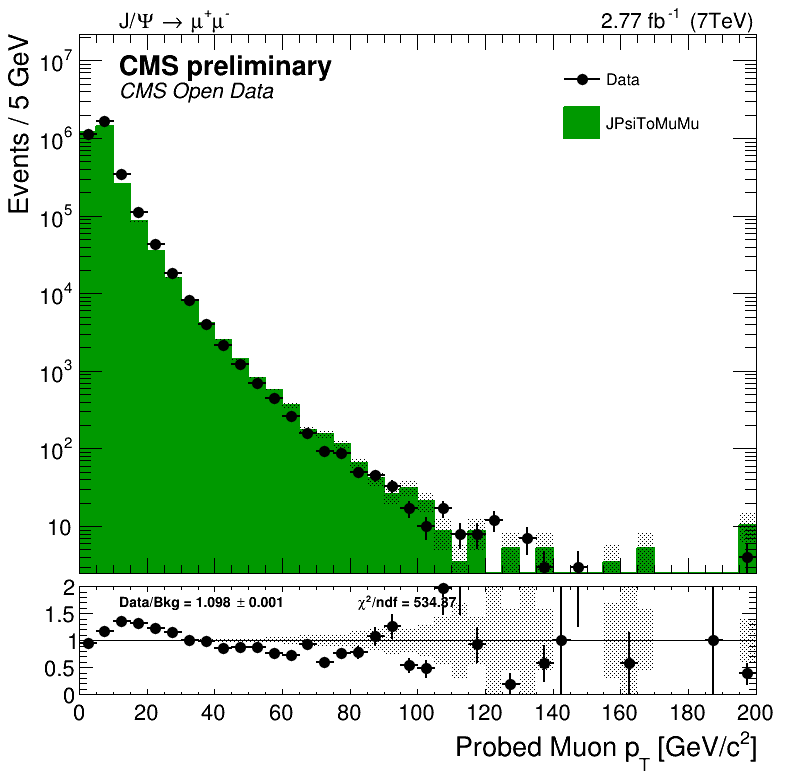 J/Ψ → μ⁺μ⁻ 2.77 fb⁻¹ (7TeV)
CMS preliminary
CMS Open Data
Data
JPsiToMuMu
Events / 5 GeV
10⁷
10⁶
10⁵
10⁴
10³
10²
10
Data/Bkg = 1.098 ± 0.001 χ²/ndf = 534.87
2
1.5
1
0.5
0
0 20 40 60 80 100 120 140 160 180 200
Probed Muon p_T [GeV/c²]